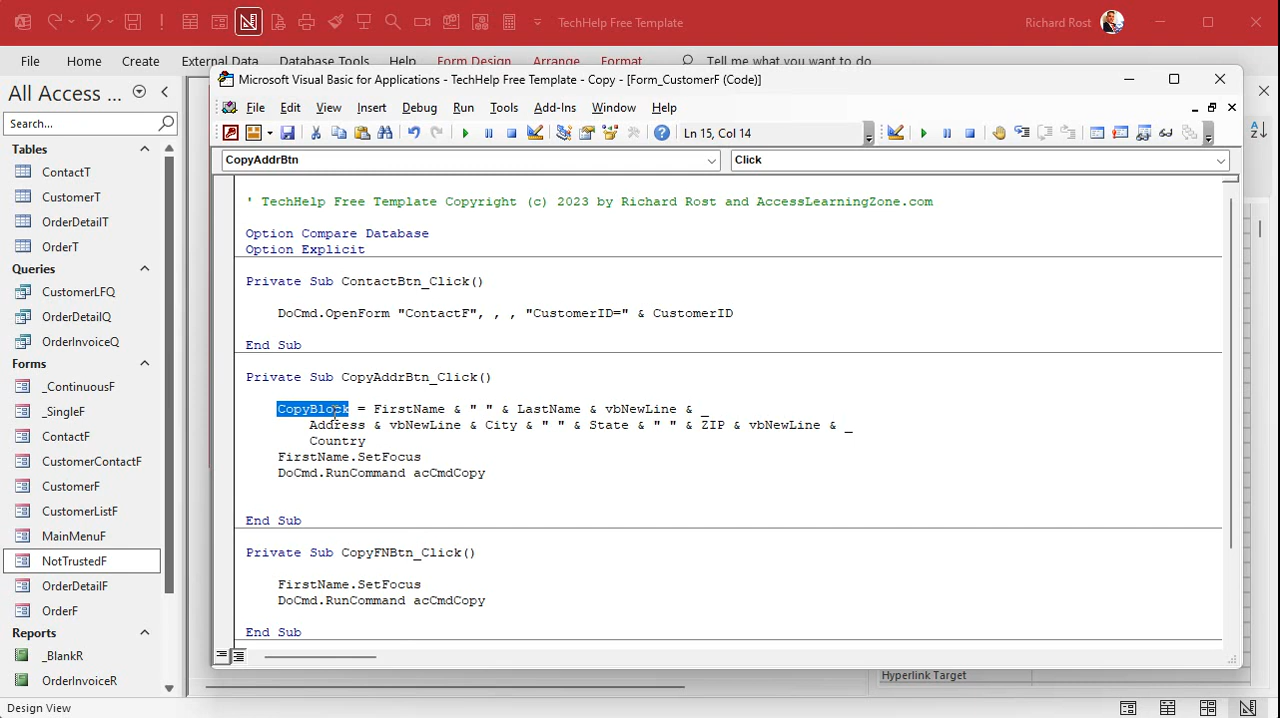 TechHelp Free Template
Richard Rost
File Home Create External Data Database Tools Help Form Design Arrange Format Tell me what you want to do
All Access ...
Search...
Tables
ContactT
CustomerT
OrderDetailT
OrderT
Queries
CustomerLFQ
OrderDetailQ
OrderInvoiceQ
Forms
_ContinuousF
_SingleF
ContactF
CustomerContactF
CustomerF
CustomerListF
MainMenuF
NotTrustedF
OrderDetailF
OrderF
Reports
_BlankR
OrderInvoiceR
Microsoft Visual Basic for Applications - TechHelp Free Template - Copy - [Form_CustomerF (Code)]
File Edit View Insert Format Debug Run Tools Add-Ins Window Help
Ln 15, Col 14
CopyAddrBtn Click
' TechHelp Free Template Copyright (c) 2023 by Richard Rost and AccessLearningZone.com
Option Compare Database
Option Explicit
Private Sub ContactBtn_Click()
DoCmd.OpenForm "ContactF", , , "CustomerID=" & CustomerID
End Sub
Private Sub CopyAddrBtn_Click()
CopyBlock = FirstName & " " & LastName & vbNewLine & _
Address & vbNewLine & City & " " & State & " " & ZIP & vbNewLine & _
Country
FirstName.SetFocus
DoCmd.RunCommand acCmdCopy
End Sub
Private Sub CopyFNBtn_Click()
FirstName.SetFocus
DoCmd.RunCommand acCmdCopy
End Sub
Hyperlink Target
Design View